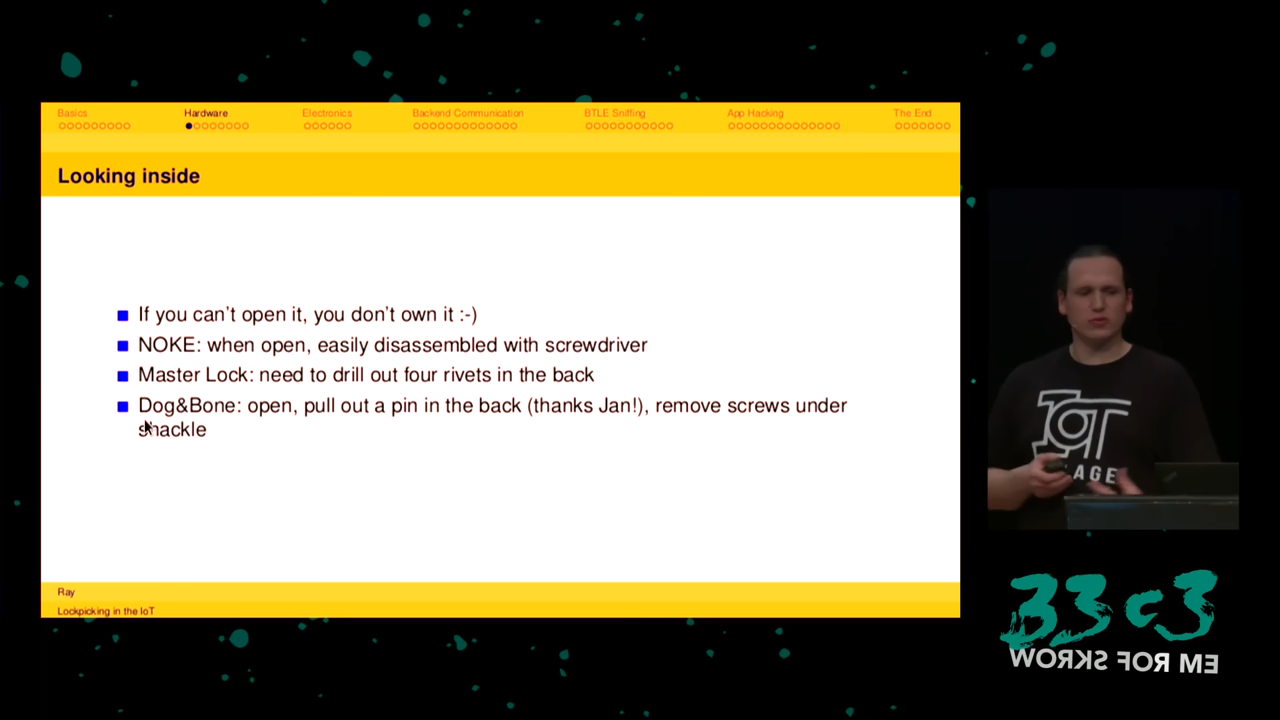 Basics
Hardware
Electronics
Backend Communication
BTLE Sniffing
App Hacking
The End
Looking inside
If you can't open it, you don't own it :-)
NOKE: when open, easily disassembled with screwdriver
Master Lock: need to drill out four rivets in the back
Dog&Bone: open, pull out a pin in the back (thanks Jan!), remove screws under
shackle
Ray
Lockpicking in the IoT
IOT
LAGE
33c3
WORKS FOR ME